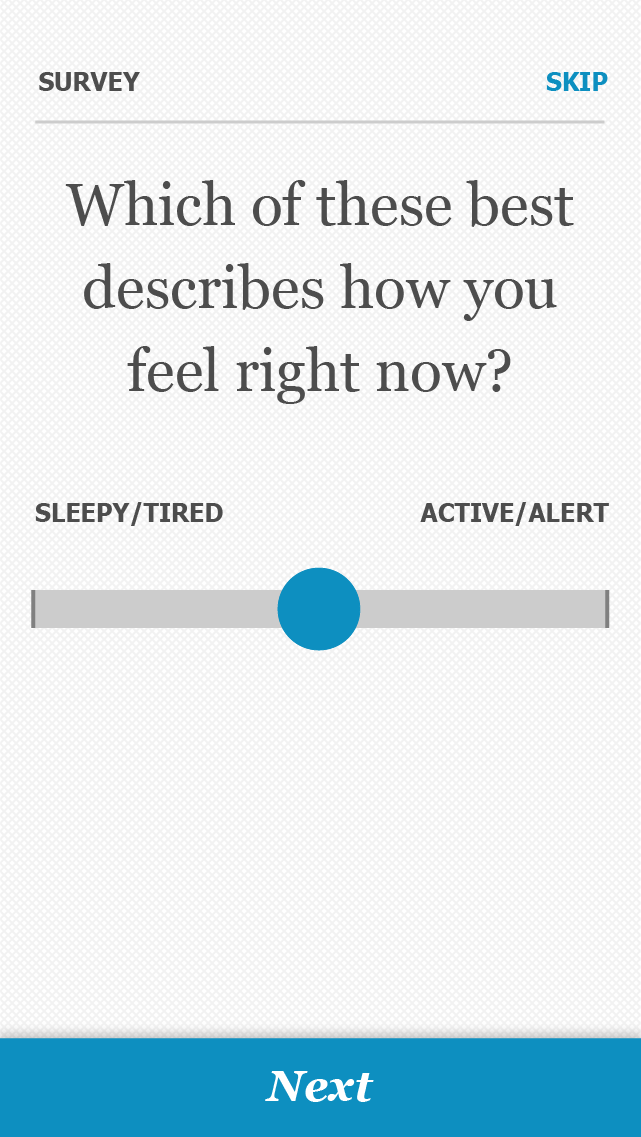 SURVEY SKIP
Which of these best
describes how you
feel right now?
SLEEPY/TIRED ACTIVE/ALERT
Next